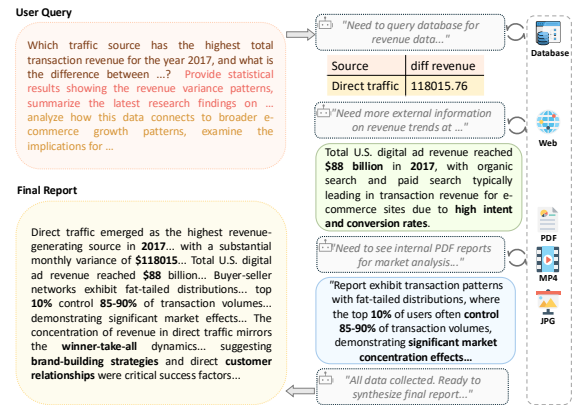 User Query
Which traffic source has the highest total
transaction revenue for the year 2017, and what is
the difference between ...? Provide statistical
results showing the revenue variance patterns,
summarize the latest research findings on ...
analyze how this data connects to broader e-
commerce growth patterns, examine the
implications for ...
"Need to query database for
revenue data..."
Source diff revenue
Direct traffic 118015.76
"Need more external information
on revenue trends at ..."
Total U.S. digital ad revenue reached
$88 billion in 2017, with organic
search and paid search typically
leading in transaction revenue for e-
commerce sites due to high intent
and conversion rates.
"Need to see internal PDF reports
for market analysis..."
"Report exhibit transaction patterns
with fat-tailed distributions, where
the top 10% of users often control
85-90% of transaction volumes,
demonstrating significant market
concentration effects..."
"All data collected. Ready to
synthesize final report..."
Database
Web
PDF
MP4
JPG
Final Report
Direct traffic emerged as the highest revenue-
generating source in 2017... with a substantial
monthly variance of $118015... Total U.S. digital
ad revenue reached $88 billion... Buyer-seller
networks exhibit fat-tailed distributions... top
10% control 85-90% of transaction volumes...
demonstrating significant market effects... The
concentration of revenue in direct traffic mirrors
the winner-take-all dynamics... suggesting
brand-building strategies and direct customer
relationships were critical success factors...